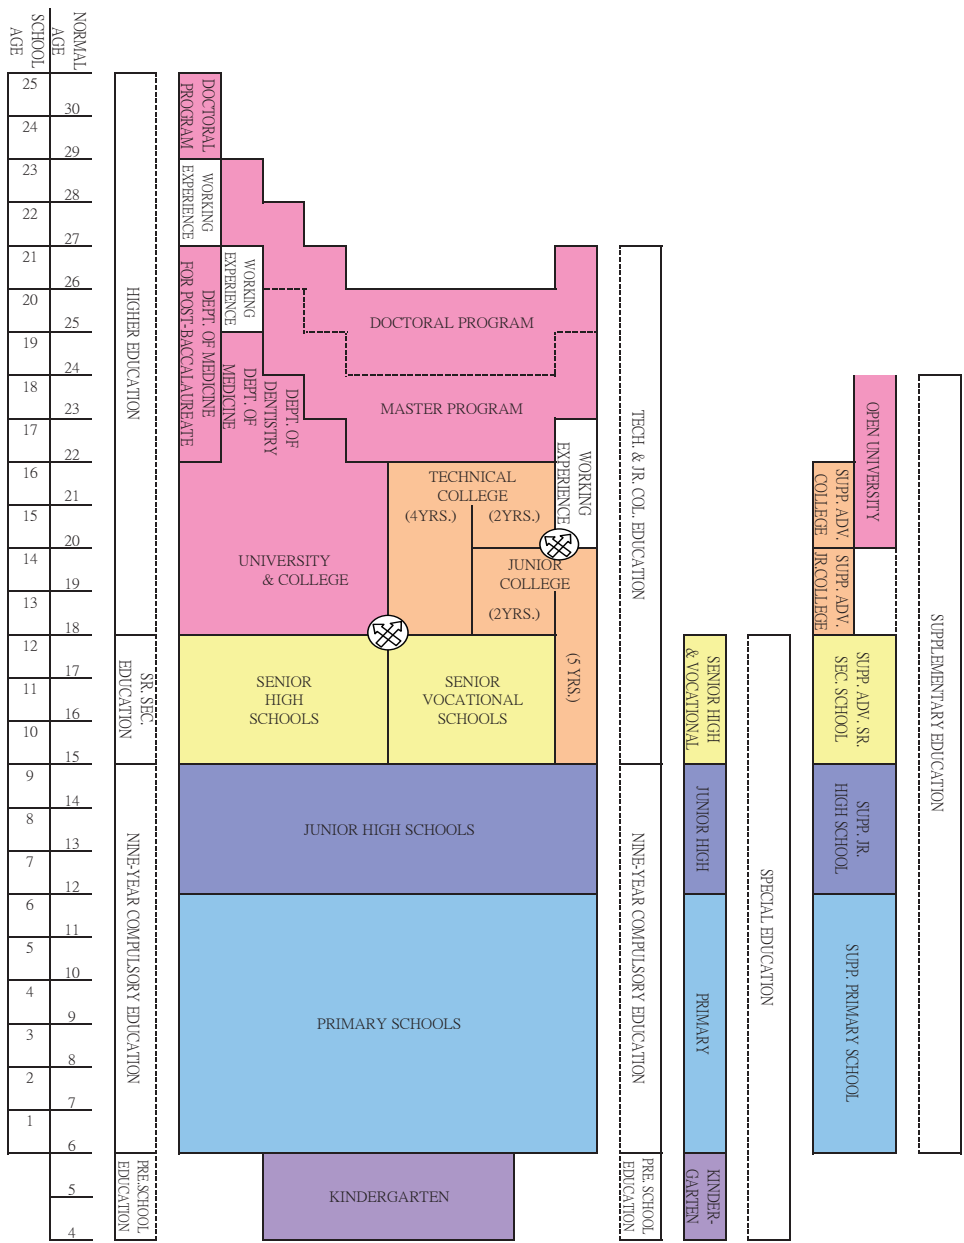 SCHOOL
AGE
NORMAL
AGE
25
24
23
22
21
20
19
18
17
16
15
14
13
12
11
10
9
8
7
6
5
4
3
2
1
30
29
28
27
26
25
24
23
22
21
20
19
18
17
16
15
14
13
12
11
10
9
8
7
6
5
4
HIGHER EDUCATION
SR. SEC.
EDUCATION
NINE-YEAR COMPULSORY EDUCATION
PRE.SCHOOL
EDUCATION
DOCTORAL
PROGRAM
WORKING
EXPERIENCE
DEPT. OF MEDICINE
FOR POST-BACCALAUREATE
WORKING
EXPERIENCE
DEPT. OF
MEDICINE
DEPT. OF
DENTISTRY
DOCTORAL PROGRAM
MASTER PROGRAM
WORKING
EXPERIENCE
TECHNICAL
COLLEGE
(4YRS.)
(2YRS.)
UNIVERSITY
& COLLEGE
JUNIOR
COLLEGE
(2YRS.)
(5 YRS.)
SENIOR
HIGH
SCHOOLS
SENIOR
VOCATIONAL
SCHOOLS
JUNIOR HIGH SCHOOLS
PRIMARY SCHOOLS
KINDERGARTEN
TECH. & JR. COL. EDUCATION
NINE-YEAR COMPULSORY EDUCATION
PRE. SCHOOL
EDUCATION
SENIOR HIGH
& VOCATIONAL
JUNIOR HIGH
PRIMARY
KINDER-
GARTEN
SPECIAL EDUCATION
OPEN UNIVERSITY
SUPP. ADV.
COLLEGE
SUPP. ADV.
JR.COLLEGE
SUPP. ADV. SR.
SEC. SCHOOL
SUPP. JR.
HIGH SCHOOL
SUPP. PRIMARY SCHOOL
SUPPLEMENTARY EDUCATION